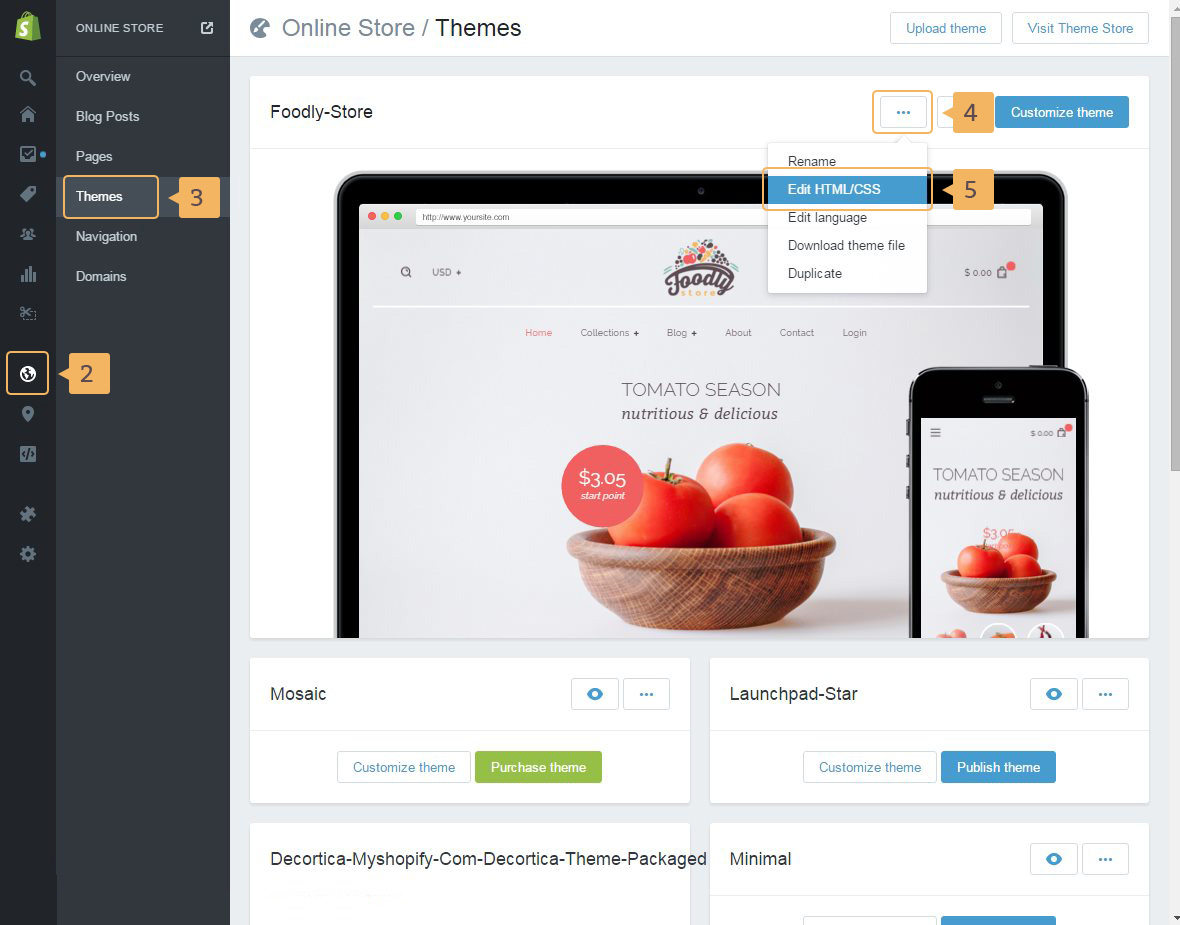 ONLINE STORE
Overview
Blog Posts
Pages
Themes
3
Navigation
Domains
2
Online Store / Themes
Upload theme
Visit Theme Store
Foodly-Store
4
Customize theme
Rename
Edit HTML/CSS
5
Edit language
Download theme file
Duplicate
http://www.yoursite.com
USD +
Foodly
store
$ 0.00
Home
Collections +
Blog +
About
Contact
Login
TOMATO SEASON
nutritious & delicious
$3.05
start point
$ 0.00
TOMATO SEASON
nutritious & delicious
$3.05
Mosaic
Customize theme
Purchase theme
Launchpad-Star
Customize theme
Publish theme
Decortica-Myshopify-Com-Decortica-Theme-Packaged
Minimal